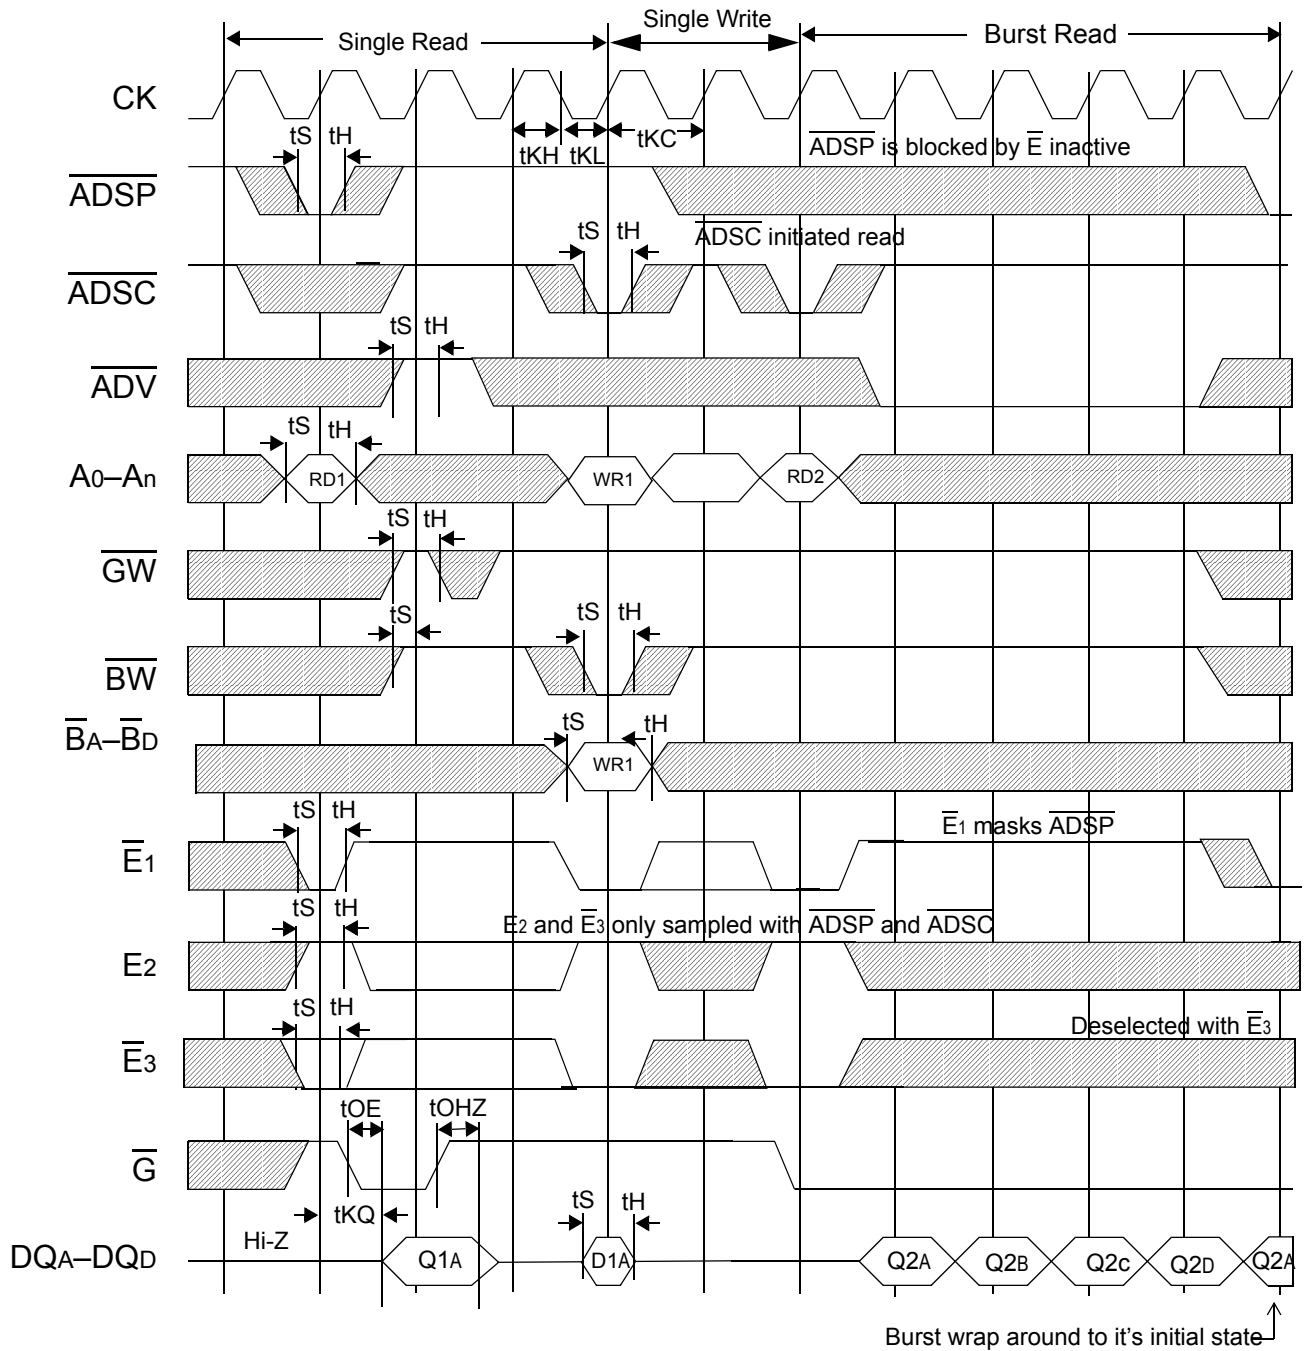 Single Read
Single Write
Burst Read
CK
tS tH
tKH tKL tKC
ADSP is blocked by E inactive
ADSP
tS tH
ADSC initiated read
ADSC
tS tH
ADV
tS tH
A0–An
RD1
WR1
RD2
tS tH
GW
tS
tS tH
BW
BA–BD
tS tH
WR1
tS tH
E1 masks ADSP
E1
tS tH
E2 and E3 only sampled with ADSP and ADSC
E2
tS tH
Deselected with E3
E3
tOE tOHZ
G
tKQ
tS tH
Hi-Z
DQA–DQD
Q1A
D1A
Q2A
Q2B
Q2c
Q2D
Q2A
Burst wrap around to it's initial state